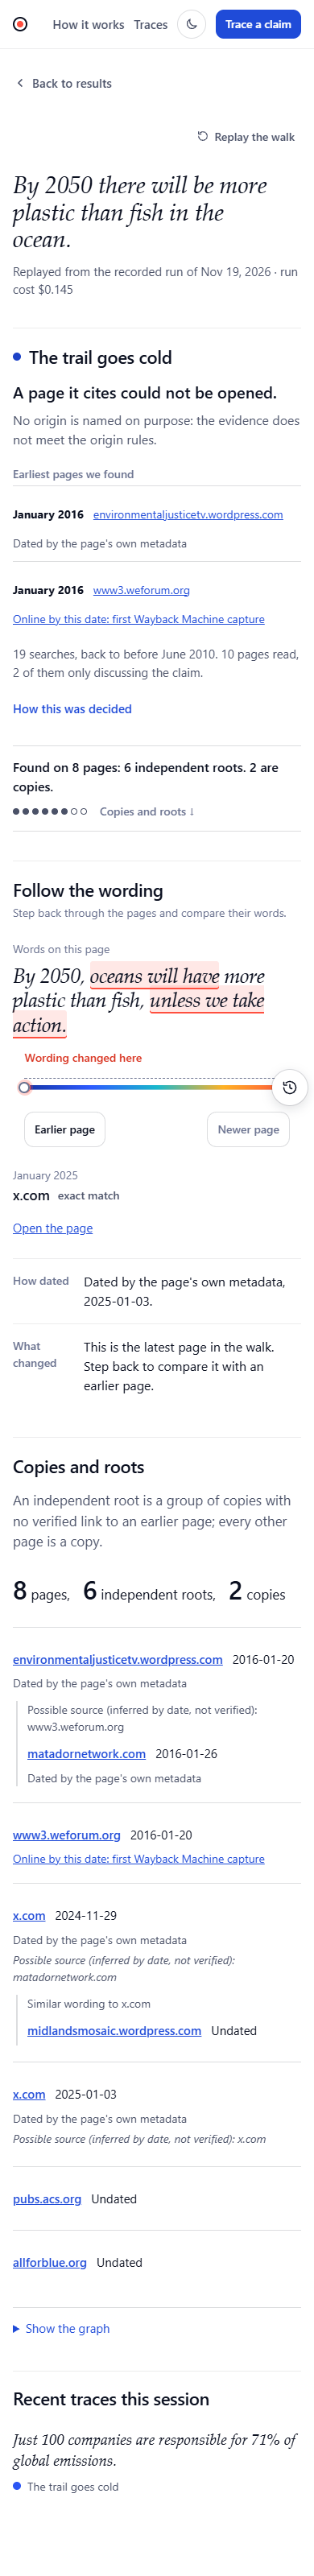 How it works
Traces
Trace a claim
Back to results
Replay the walk
By 2050 there will be more
plastic than fish in the
ocean.
Replayed from the recorded run of Nov 19, 2026 · run
cost $0.145
The trail goes cold
A page it cites could not be opened.
No origin is named on purpose: the evidence does
not meet the origin rules.
Earliest pages we found
January 2016 environmentaljusticetv.wordpress.com
Dated by the page's own metadata
January 2016 www3.weforum.org
Online by this date: first Wayback Machine capture
19 searches, back to before June 2010. 10 pages read,
2 of them only discussing the claim.
How this was decided
Found on 8 pages: 6 independent roots. 2 are
copies.
Copies and roots ↓
Follow the wording
Step back through the pages and compare their words.
Words on this page
By 2050, oceans will have more
plastic than fish, unless we take
action.
Wording changed here
Earlier page
Newer page
January 2025
x.com exact match
Open the page
How dated
Dated by the page's own metadata,
2025-01-03.
What
changed
This is the latest page in the walk.
Step back to compare it with an
earlier page.
Copies and roots
An independent root is a group of copies with
no verified link to an earlier page; every other
page is a copy.
8 pages, 6 independent roots, 2 copies
environmentaljusticetv.wordpress.com 2016-01-20
Dated by the page's own metadata
Possible source (inferred by date, not verified):
www3.weforum.org
matadornetwork.com 2016-01-26
Dated by the page's own metadata
www3.weforum.org 2016-01-20
Online by this date: first Wayback Machine capture
x.com 2024-11-29
Dated by the page's own metadata
Possible source (inferred by date, not verified):
matadornetwork.com
Similar wording to x.com
midlandsmosaic.wordpress.com Undated
x.com 2025-01-03
Dated by the page's own metadata
Possible source (inferred by date, not verified): x.com
pubs.acs.org Undated
allforblue.org Undated
Show the graph
Recent traces this session
Just 100 companies are responsible for 71% of
global emissions.
The trail goes cold